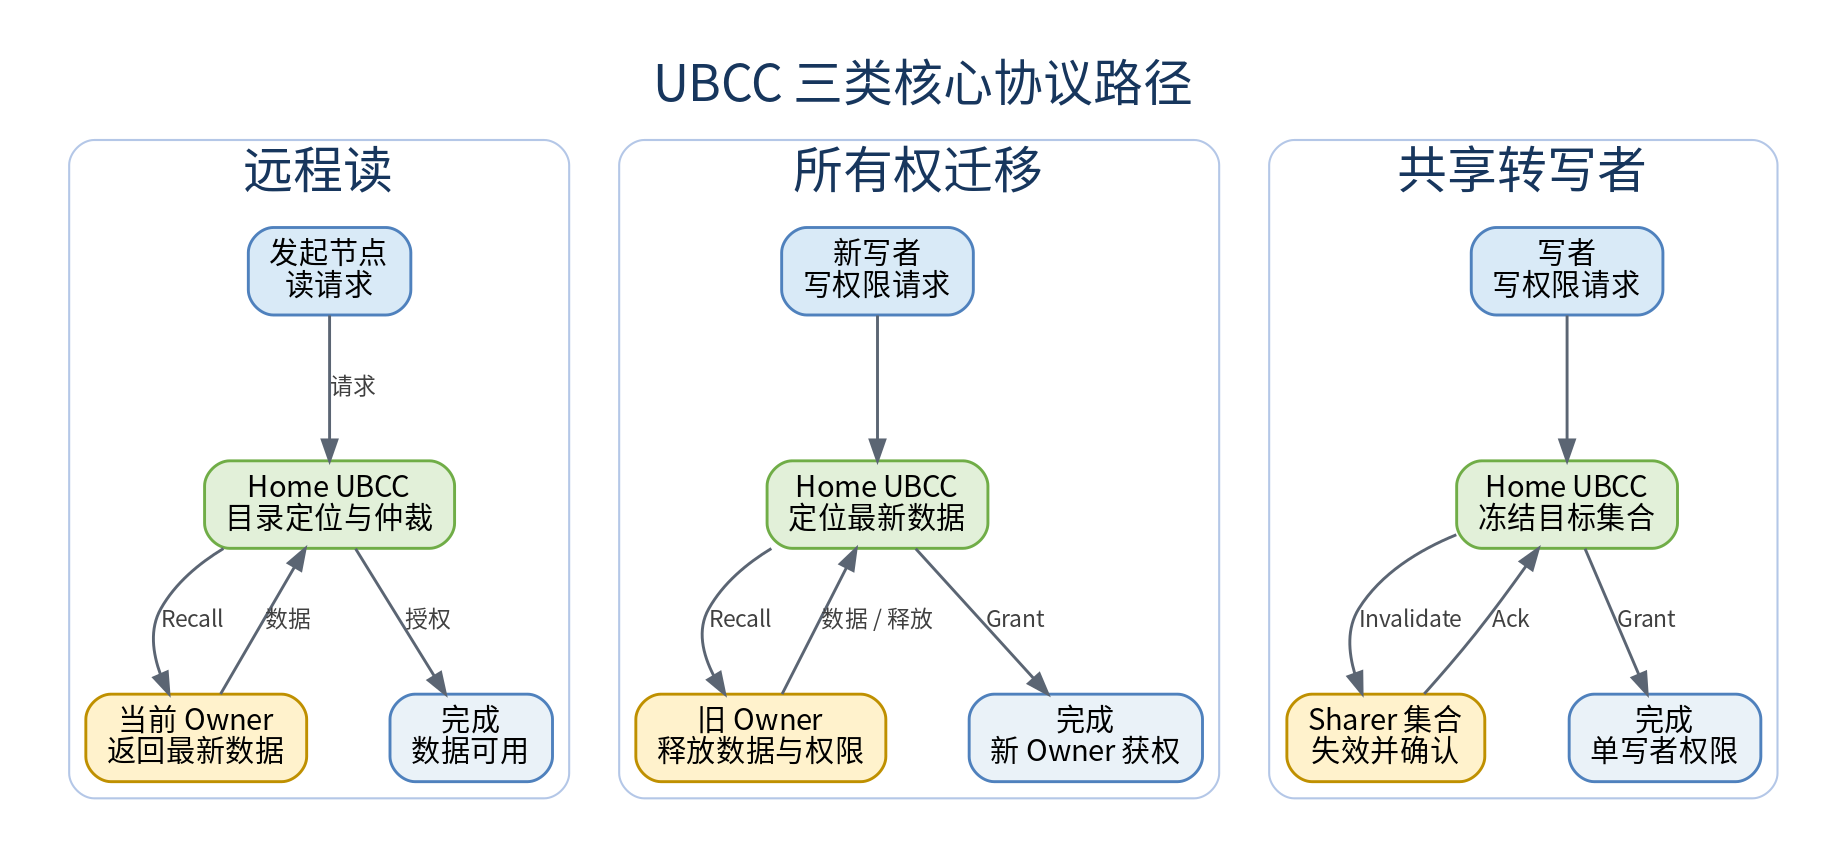 UBCC 三类核心协议路径
远程读
发起节点
读请求
请求
Home UBCC
目录定位与仲裁
Recall
数据
授权
当前 Owner
返回最新数据
完成
数据可用
所有权迁移
新写者
写权限请求
Home UBCC
定位最新数据
Recall
数据 / 释放
Grant
旧 Owner
释放数据与权限
完成
新 Owner 获权
共享转写者
写者
写权限请求
Home UBCC
冻结目标集合
Invalidate
Ack
Grant
Sharer 集合
失效并确认
完成
单写者权限